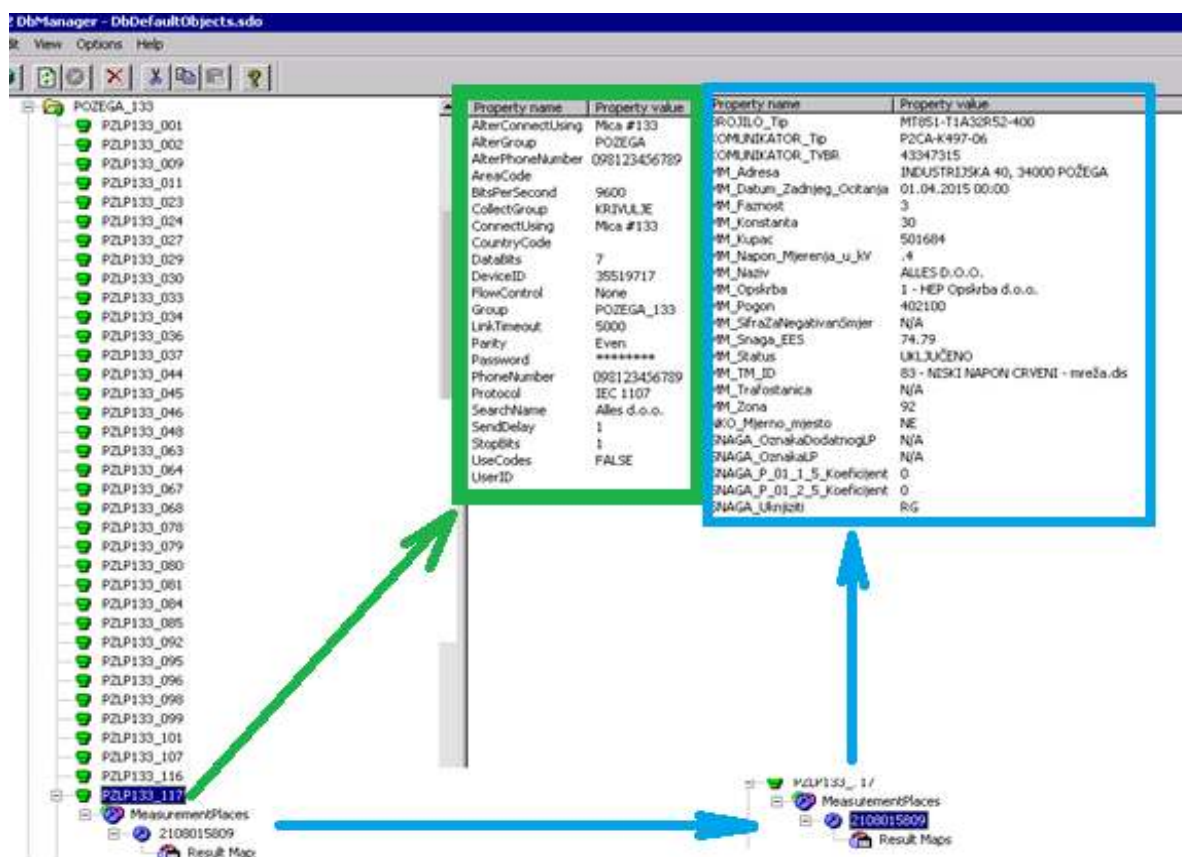 DbManager - DbDefaultObjects.sdo
View Options Help
POZEGA_133
PZLP133_001
PZLP133_002
PZLP133_009
PZLP133_011
PZLP133_023
PZLP133_024
PZLP133_027
PZLP133_029
PZLP133_030
PZLP133_033
PZLP133_034
PZLP133_036
PZLP133_037
PZLP133_044
PZLP133_045
PZLP133_046
PZLP133_048
PZLP133_063
PZLP133_064
PZLP133_067
PZLP133_068
PZLP133_078
PZLP133_079
PZLP133_080
PZLP133_081
PZLP133_084
PZLP133_085
PZLP133_092
PZLP133_095
PZLP133_096
PZLP133_098
PZLP133_099
PZLP133_101
PZLP133_107
PZLP133_116
PZLP133_117
MeasurementPlaces
2108015809
Result Maps
Property name Property value
AlterConnectUsing Mica #133
AlterGroup POZEGA
AlterPhoneNumber 098123456789
AreaCode
BitsPerSecond 9600
CollectGroup KRIVULJE
ConnectUsing Mica #133
CountryCode
DataBits 7
DeviceID 35519717
FlowControl None
Group POZEGA_133
LinkTimeout 5000
Parity Even
Password ********
PhoneNumber 098123456789
Protocol IEC 1107
SearchName Alles d.o.o.
SendDelay 1
StopBits 1
UseCodes FALSE
UserID
Property name Property value
BROJILO_Tip MT851-T1A32R52-400
KOMUNIKATOR_Tip P2CA-K497-06
KOMUNIKATOR_TVBR 43347315
MM_Adresa INDUSTRIJSKA 40, 34000 POŽEGA
MM_Datum_Zadnjeg_Ocitanja 01.04.2015 00:00
MM_Faznost 3
MM_Konstanta 30
MM_Kupac 501684
MM_Napon_Mjerenja_u_kV .4
MM_Naziv ALLES D.O.O.
MM_Opskrba 1 - HEP Opskrba d.o.o.
MM_Pogon 402100
MM_SifraZaNegativanSmjer N/A
MM_Snaga_EES 74.79
MM_Status UKLJUČENO
MM_TM_ID 83 - NISKI NAPON CRVENI - mreža.dis
MM_Trafostanica N/A
MM_Zona 92
NKO_Mjerno_mjesto NE
SNAGA_OznakaDodatnogLP N/A
SNAGA_OznakaLP N/A
SNAGA_P_01_1_5_Koeficijent 0
SNAGA_P_01_2_5_Koeficijent 0
SNAGA_Uknjiziti RG
PZLP133_ 17
MeasurementPlaces
2108015809
Result Maps